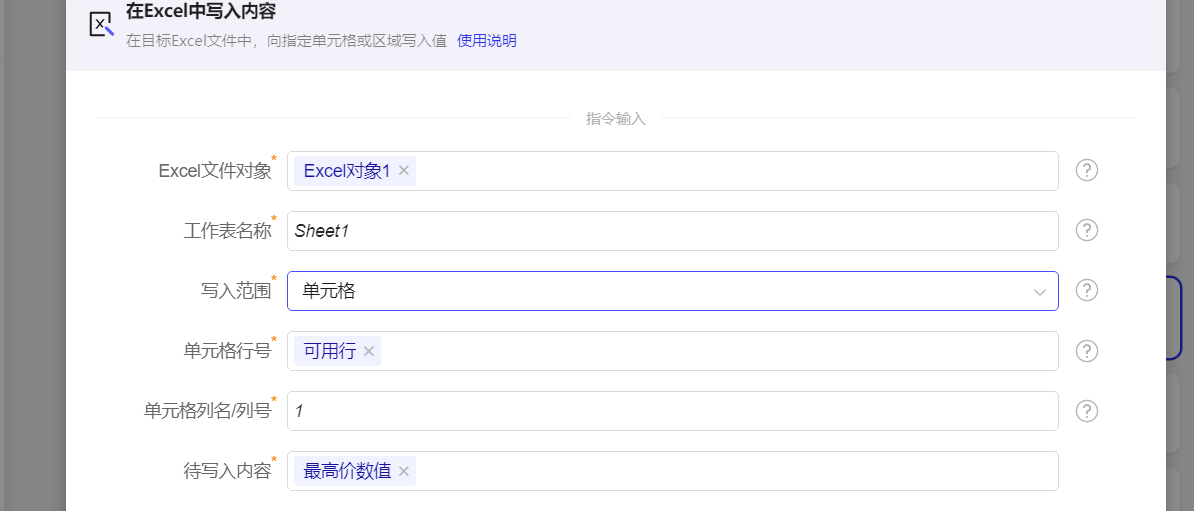 在Excel中写入内容
在目标Excel文件中，向指定单元格或区域写入值 使用说明
指令输入
Excel文件对象* Excel对象1 × ?
工作表名称* Sheet1 ?
写入范围* 单元格 ?
单元格行号* 可用行 × ?
单元格列名/列号* 1 ?
待写入内容* 最高价数值 ×